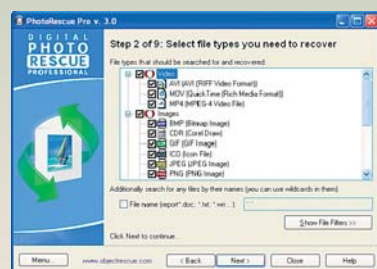 PhotoRescue Pro v. 3.0
DIGITAL
PHOTO
RESCUE
PROFESSIONAL
Step 2 of 9: Select file types you need to recover
File types that should be searched for and recovered:
Video
AVI (AVI (RIFF Video Format))
MOV (QuickTime (Rich Media Format))
MP4 (MPEG-4 Video File)
Images
BMP (Bitmap Image)
CDR (Corel Draw)
GIF (GIF Image)
ICO (Icon File)
JPEG (JPEG Image)
PNG (PNG Image)
Additionally search for any files by their names (you can use wildcards in them)
File name (report*.doc; *.txt; *.wri ...)
Show File Filters >>
Click Next to continue.
Menu...
www.objectrescue.com
< Back
Next >
Close
Help